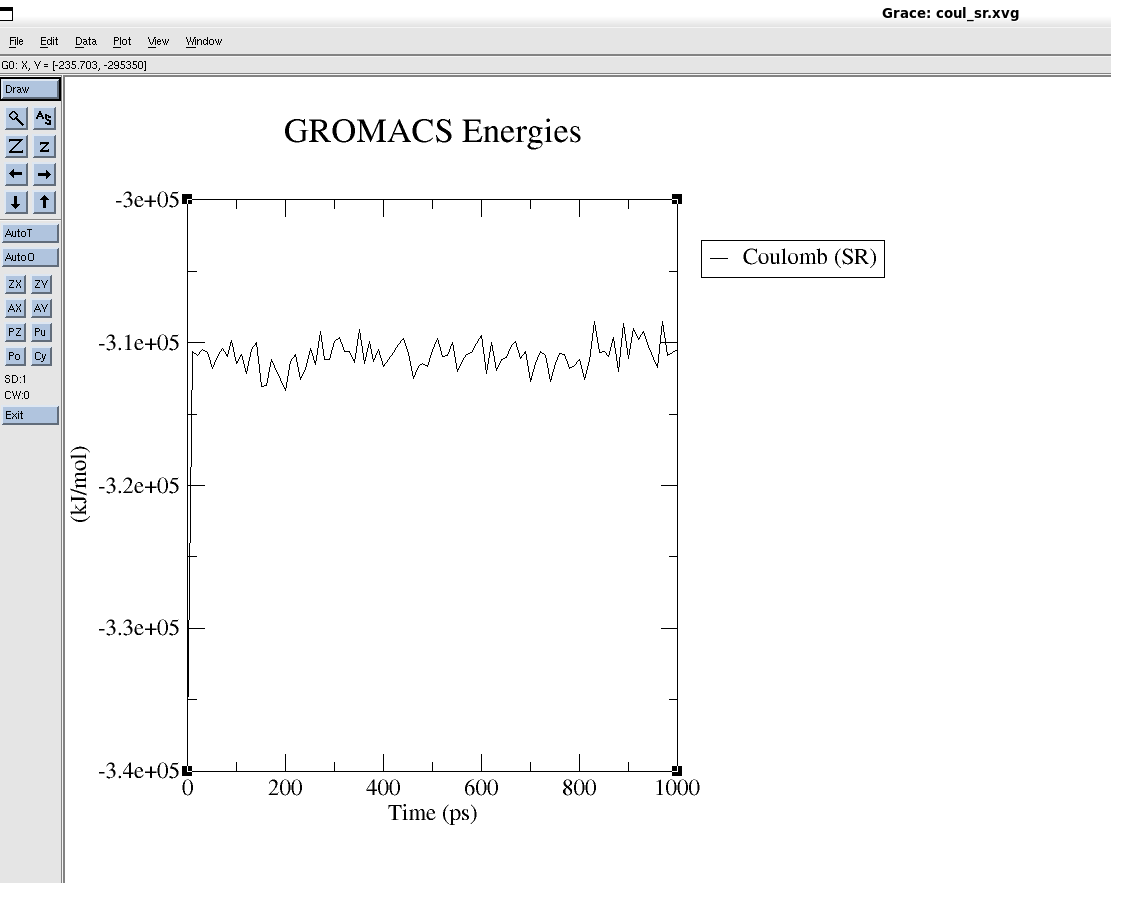 Grace: coul_sr.xvg
File Edit Data Plot View Window
G0: X, Y = [-235.703, -295350]
Draw
AS
Z z
AutoT
AutoO
ZX ZY
AX AY
PZ Pu
Po Cy
SD:1
CW:0
Exit
GROMACS Energies
-3e+05
Coulomb (SR)
-3.1e+05
(kJ/mol)
-3.2e+05
-3.3e+05
-3.4e+05
0 200 400 600 800 1000
Time (ps)